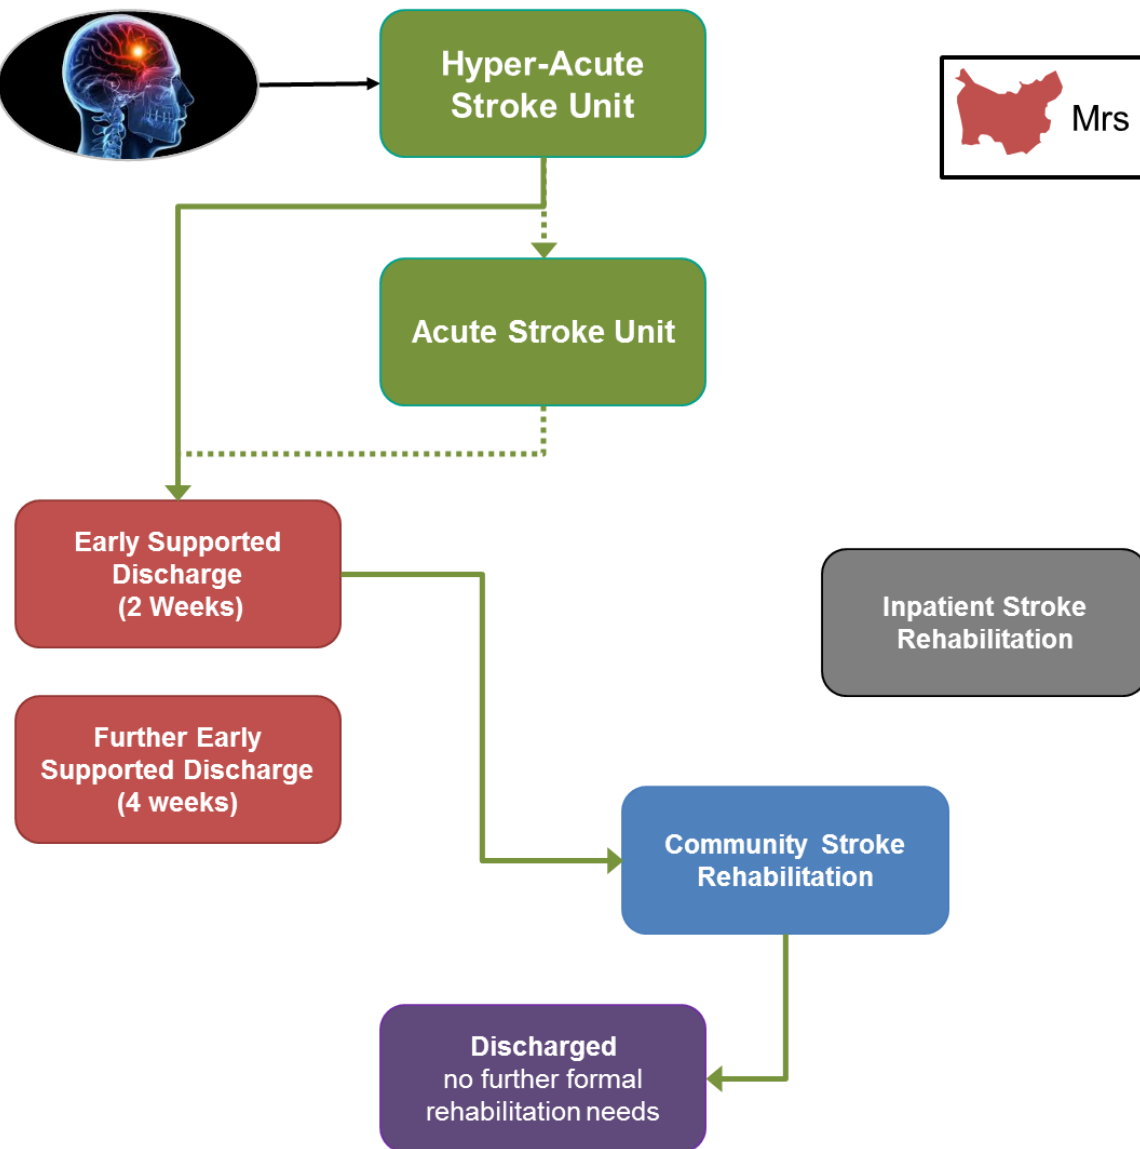 Hyper-Acute
Stroke Unit
Mrs
Acute Stroke Unit
Early Supported
Discharge
(2 Weeks)
Inpatient Stroke
Rehabilitation
Further Early
Supported Discharge
(4 weeks)
Community Stroke
Rehabilitation
Discharged
no further formal
rehabilitation needs